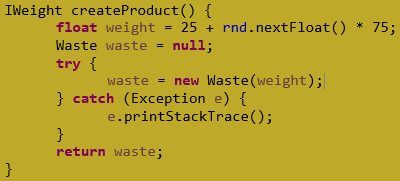 IWeight createProduct() {
float weight = 25 + rnd.nextFloat() * 75;
Waste waste = null;
try {
waste = new Waste(weight);
} catch (Exception e) {
e.printStackTrace();
}
return waste;
}